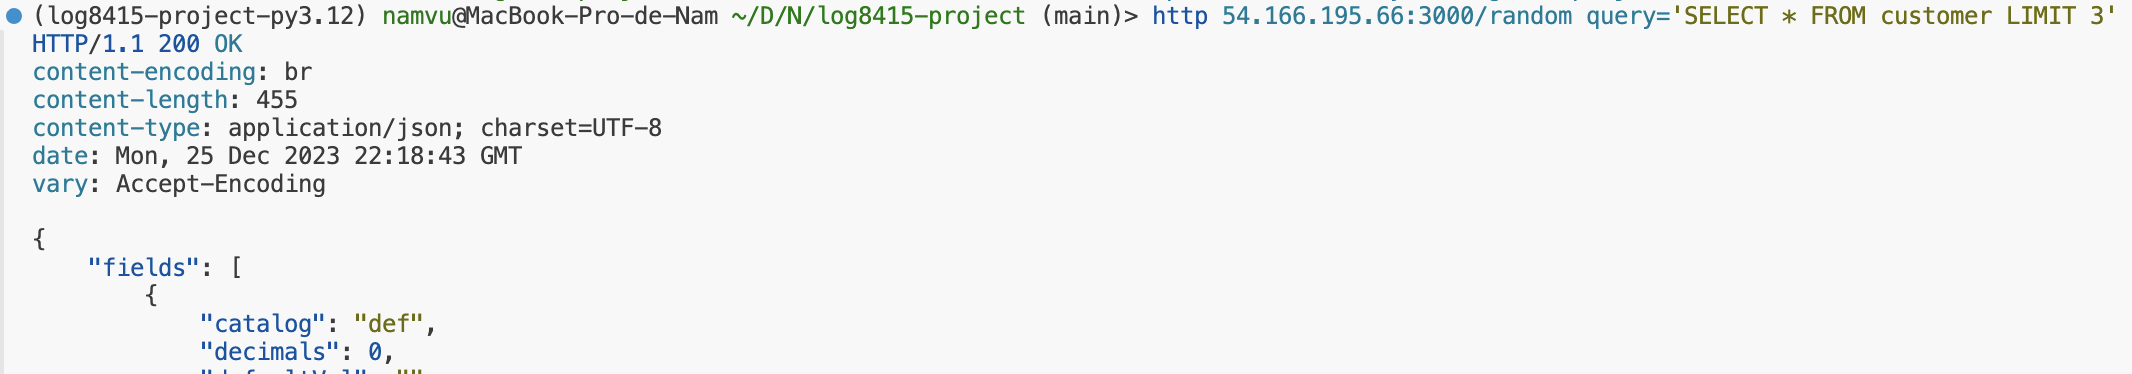 (log8415-project-py3.12) namvu@MacBook-Pro-de-Nam ~/D/N/log8415-project (main)> http 54.166.195.66:3000/random query='SELECT * FROM customer LIMIT 3'
HTTP/1.1 200 OK
content-encoding: br
content-length: 455
content-type: application/json; charset=UTF-8
date: Mon, 25 Dec 2023 22:18:43 GMT
vary: Accept-Encoding
{
"fields": [
{
"catalog": "def",
"decimals": 0,